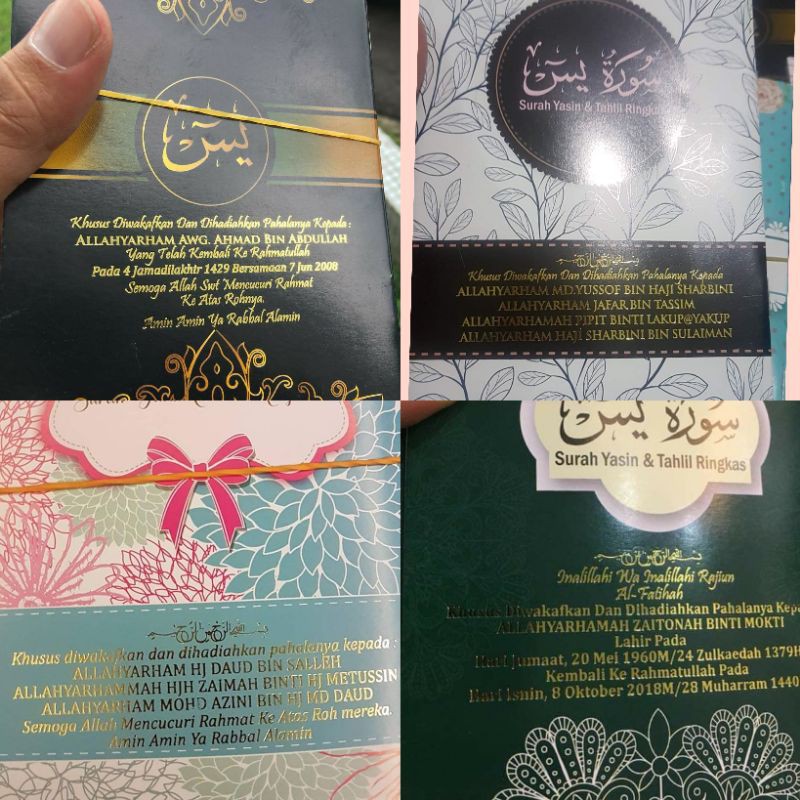 يس
Khusus Diwakafkan Dan Dihadiahkan Pahalanya Kepada :
ALLAHYARHAM AWG. AHMAD BIN ABDULLAH
Yang Telah Kembali Ke Rahmatullah
Pada 4 Jamadilakhir 1429 Bersamaan 7 Jun 2008
Semoga Allah Swt Mencucuri Rahmat
Ke Atas Rohnya.
Amin Amin Ya Rabbal Alamin
سورة يس
Surah Yasin & Tahlil Ringkas
Khusus Diwakafkan Dan Dihadiahkan Pahalanya Kepada
ALLAHYARHAM MD.YUSSOF BIN HAJI SHARBINI
ALLAHYARHAM JAFAR BIN TASSIM
ALLAHYARHAMAH PIPIT BINTI LAKUP@YAKUP
ALLAHYARHAM HAJI SHARBINI BIN SULAIMAN
Khusus diwakafkan dan dihadiahkan pahalanya kepada :
ALLAHYARHAM HJ DAUD BIN SALLEH
ALLAHYARHAMMAH HJH ZAIMAH BINTI HJ METUSSIN
ALLAHYARHAM MOHD AZINI BIN HJ MD DAUD
Semoga Allah Mencucuri Rahmat Ke Atas Roh mereka.
Amin Amin Ya Rabbal Alamin
سورة يس
Surah Yasin & Tahlil Ringkas
Inalillahi Wa Inalillahi Rajiun
Al-Fatihah
Khusus Diwakafkan Dan Dihadiahkan Pahalanya
ALLAHYARHAMAH ZAITONAH BINTI MOKTI
Lahir Pada
Hari Jumaat, 20 Mei 1960M/24 Zulkaedah 1379H
Kembali Ke Rahmatullah Pada
Hari Isnin, 8 Oktober 2018M/28 Muharram 1440